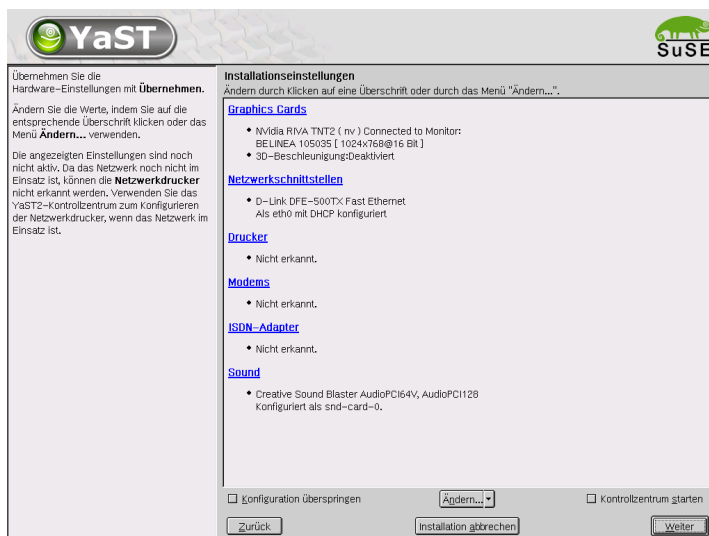 YaST
SuSE
Übernehmen Sie die
Hardware-Einstellungen mit Übernehmen.
Ändern Sie die Werte, indem Sie auf die
entsprechende Überschrift klicken oder das
Menü Ändern... verwenden.
Die angezeigten Einstellungen sind noch
nicht aktiv. Da das Netzwerk noch nicht im
Einsatz ist, können die Netzwerkdrucker
nicht erkannt werden. Verwenden Sie das
YaST2-Kontrollzentrum zum Konfigurieren
der Netzwerkdrucker, wenn das Netzwerk im
Einsatz ist.
Installationseinstellungen
Ändern durch Klicken auf eine Überschrift oder durch das Menü "Ändern...".
Graphics Cards
• NVidia RIVA TNT2 ( nv ) Connected to Monitor:
BELINEA 105035 [ 1024x768@16 Bit ]
• 3D-Beschleunigung:Deaktiviert
Netzwerkschnittstellen
• D-Link DFE-500TX Fast Ethernet
Als eth0 mit DHCP konfiguriert
Drucker
• Nicht erkannt.
Modems
• Nicht erkannt.
ISDN-Adapter
• Nicht erkannt.
Sound
• Creative Sound Blaster AudioPCI64V, AudioPCI128
Konfiguriert als snd-card-0.
Konfiguration überspringen
Ändern...
Kontrollzentrum starten
Zurück
Installation abbrechen
Weiter